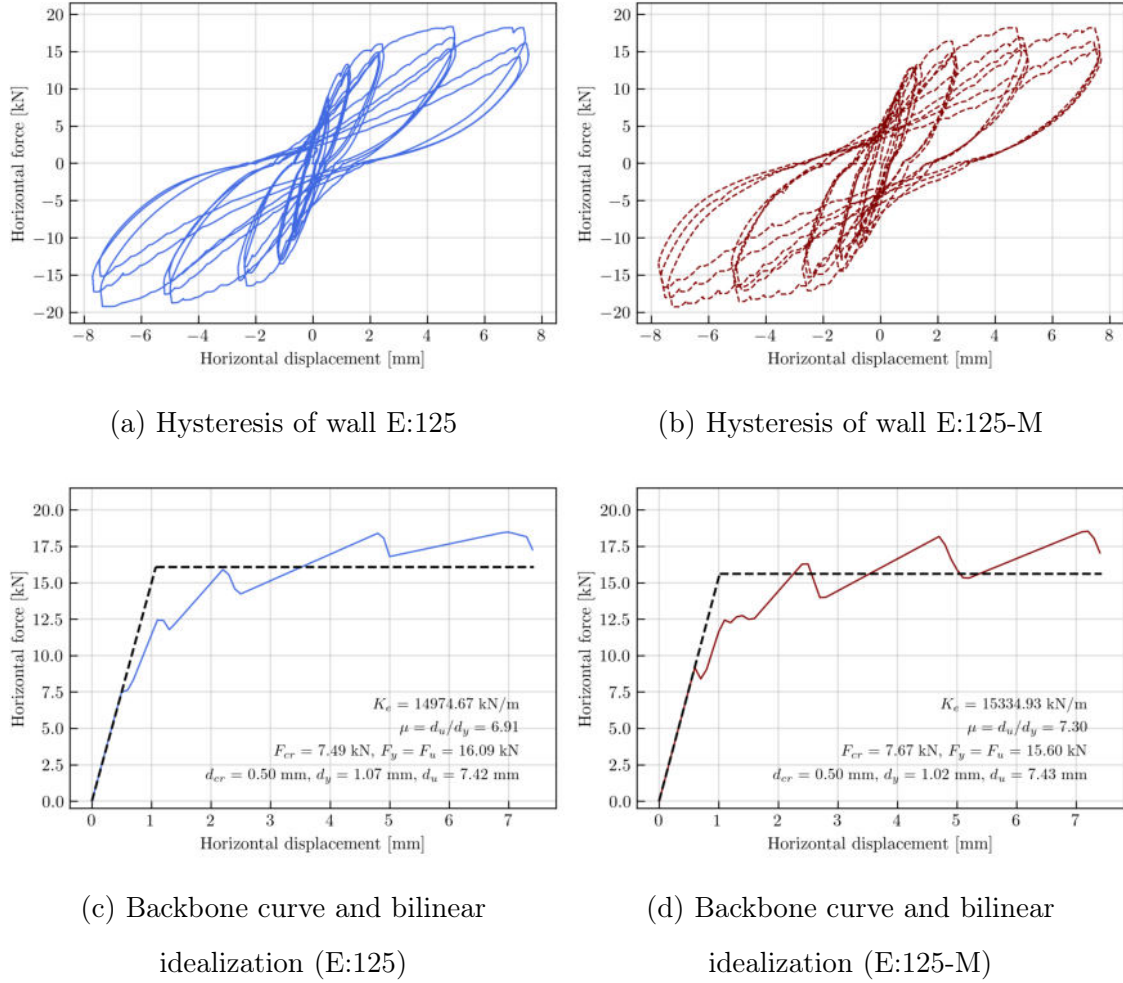 20
15
10
5
0
−5
−10
−15
−20
Horizontal force [kN]
−8 −6 −4 −2 0 2 4 6 8
Horizontal displacement [mm]
(a) Hysteresis of wall E:125
20
15
10
5
0
−5
−10
−15
−20
Horizontal force [kN]
−8 −6 −4 −2 0 2 4 6 8
Horizontal displacement [mm]
(b) Hysteresis of wall E:125-M
20.0
17.5
15.0
12.5
10.0
7.5
5.0
2.5
0.0
Horizontal force [kN]
K_e = 14974.67 kN/m
μ = d_u/d_y = 6.91
F_cr = 7.49 kN, F_y = F_u = 16.09 kN
d_cr = 0.50 mm, d_y = 1.07 mm, d_u = 7.42 mm
0 1 2 3 4 5 6 7
Horizontal displacement [mm]
(c) Backbone curve and bilinear
idealization (E:125)
20.0
17.5
15.0
12.5
10.0
7.5
5.0
2.5
0.0
Horizontal force [kN]
K_e = 15334.93 kN/m
μ = d_u/d_y = 7.30
F_cr = 7.67 kN, F_y = F_u = 15.60 kN
d_cr = 0.50 mm, d_y = 1.02 mm, d_u = 7.43 mm
0 1 2 3 4 5 6 7
Horizontal displacement [mm]
(d) Backbone curve and bilinear
idealization (E:125-M)